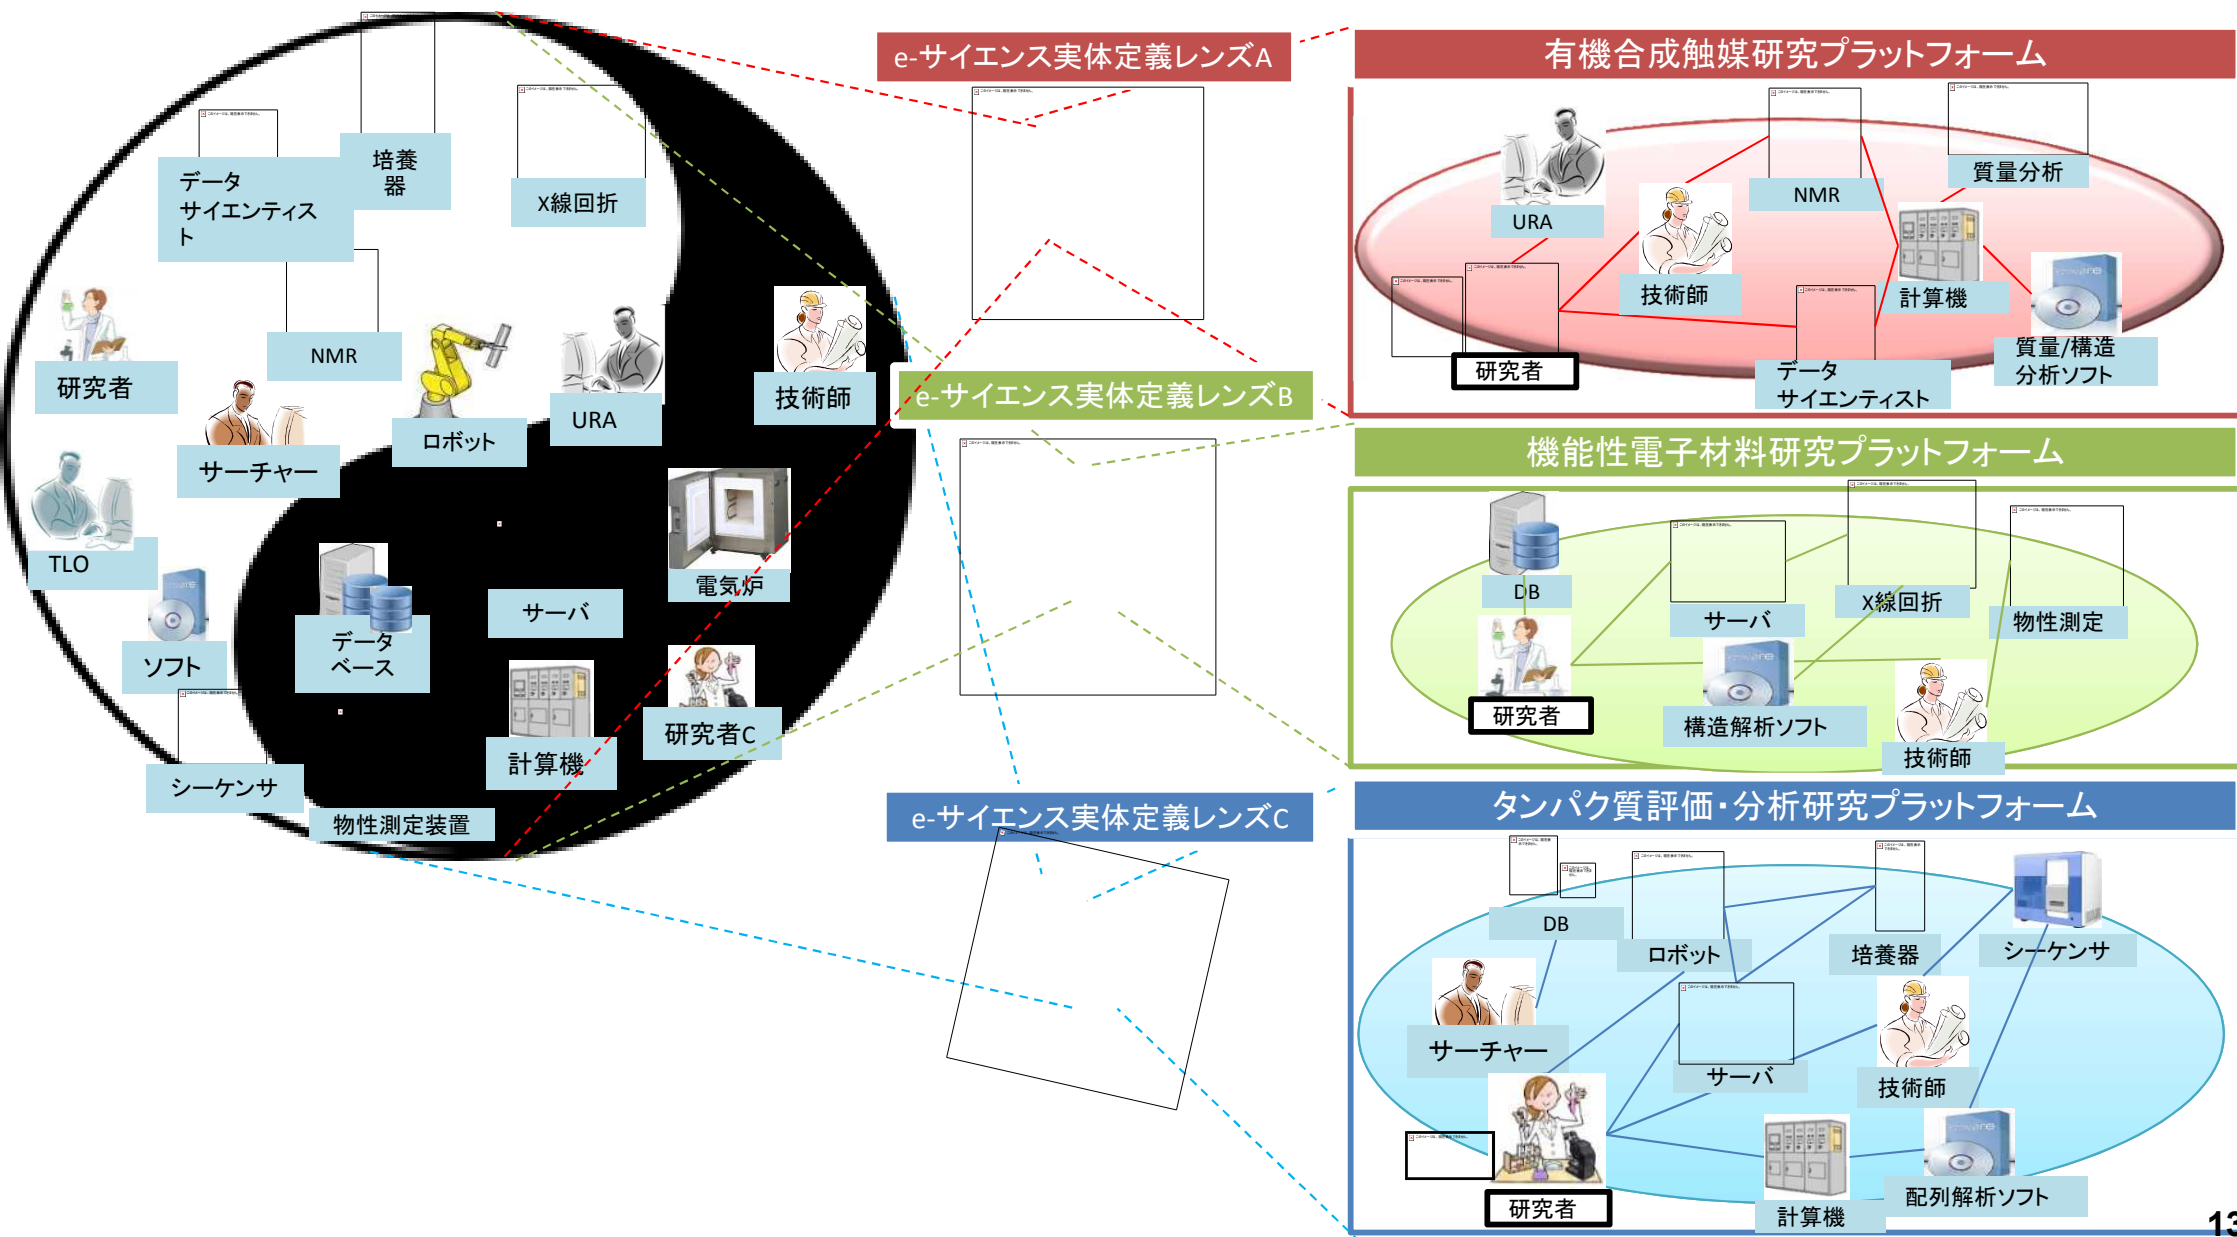 培養
器
データ
サイエンティス
ト
X線回折
NMR
研究者
サーチャー
ロボット
URA
技術師
TLO
ソフト
データ
ベース
サーバ
電気炉
研究者C
計算機
シーケンサ
物性測定装置
e-サイエンス実体定義レンズA
e-サイエンス実体定義レンズB
e-サイエンス実体定義レンズC
有機合成触媒研究プラットフォーム
URA
技術師
NMR
質量分析
計算機
研究者
データ
サイエンティスト
質量/構造
分析ソフト
機能性電子材料研究プラットフォーム
DB
サーバ
X線回折
物性測定
研究者
構造解析ソフト
技術師
タンパク質評価・分析研究プラットフォーム
DB
ロボット
培養器
シーケンサ
サーチャー
サーバ
技術師
研究者
計算機
配列解析ソフト
13